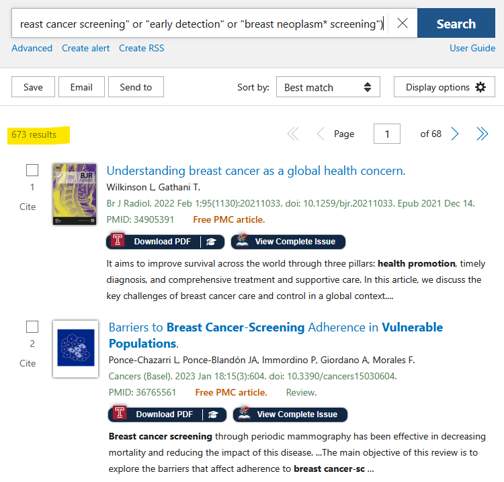 reast cancer screening" or "early detection" or "breast neoplasm* screening")
Search
Advanced Create alert Create RSS User Guide
Save Email Send to Sort by: Best match Display options
673 results Page 1 of 68
Understanding breast cancer as a global health concern.
1 Wilkinson L, Gathani T.
Cite Br J Radiol. 2022 Feb 1;95(1130):20211033. doi: 10.1259/bjr.20211033. Epub 2021 Dec 14.
PMID: 34905391 Free PMC article.
Download PDF View Complete Issue
It aims to improve survival across the world through three pillars: health promotion, timely
diagnosis, and comprehensive treatment and supportive care. In this article, we discuss the
key challenges of breast cancer care and control in a global context....
Barriers to Breast Cancer-Screening Adherence in Vulnerable
2 Populations.
Cite Ponce-Chazarri L, Ponce-Blandón JA, Immordino P, Giordano A, Morales F.
Cancers (Basel). 2023 Jan 18;15(3):604. doi: 10.3390/cancers15030604.
PMID: 36765561 Free PMC article. Review.
Download PDF View Complete Issue
Breast cancer screening through periodic mammography has been effective in decreasing
mortality and reducing the impact of this disease. ...The main objective of this review is to
explore the barriers that affect adherence to breast cancer-sc ...